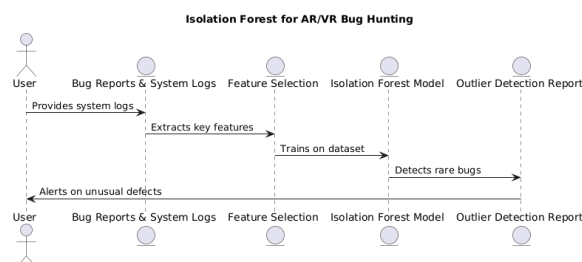 Isolation Forest for AR/VR Bug Hunting
User Bug Reports & System Logs Feature Selection Isolation Forest Model Outlier Detection Report
Provides system logs
Extracts key features
Trains on dataset
Detects rare bugs
Alerts on unusual defects
User Bug Reports & System Logs Feature Selection Isolation Forest Model Outlier Detection Report